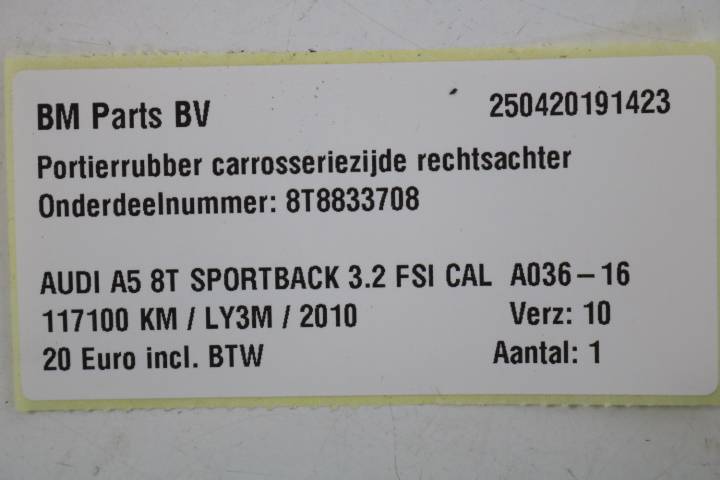 BM Parts BV 250420191423
Portierrubber carrosseriezijde rechtsachter
Onderdeelnummer: 8T8833708
AUDI A5 8T SPORTBACK 3.2 FSI CAL A036-16
117100 KM / LY3M / 2010 Verz: 10
20 Euro incl. BTW Aantal: 1